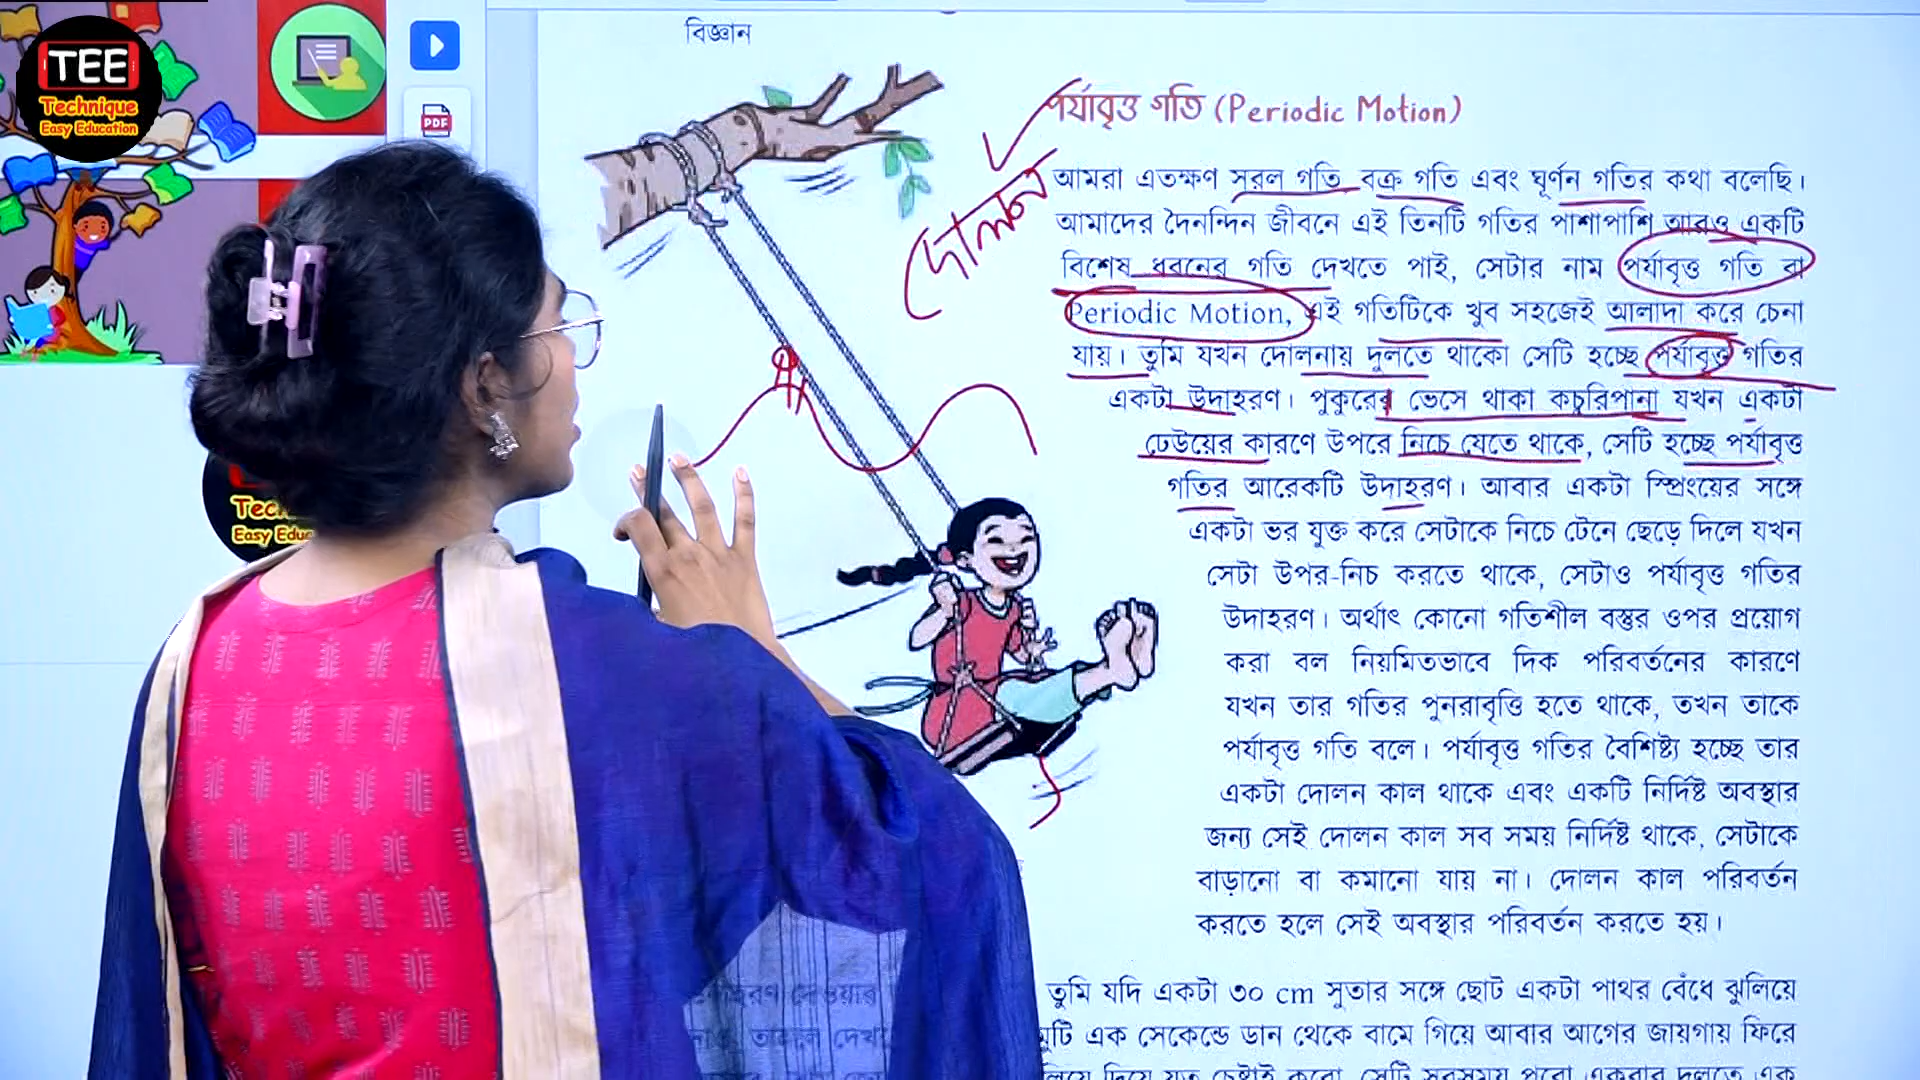 TEE
Technique
Easy Education
PDF
বিজ্ঞান
পর্যাবৃত্ত গতি (Periodic Motion)
দোলন
আমরা এতক্ষণ সরল গতি বক্র গতি এবং ঘূর্ণন গতির কথা বলেছি।
আমাদের দৈনন্দিন জীবনে এই তিনটি গতির পাশাপাশি আরও একটি
বিশেষ ধরনের গতি দেখতে পাই, সেটার নাম পর্যাবৃত্ত গতি বা
Periodic Motion, এই গতিটিকে খুব সহজেই আলাদা করে চেনা
যায়। তুমি যখন দোলনায় দুলতে থাকো সেটি হচ্ছে পর্যাবৃত্ত গতির
একটা উদাহরণ। পুকুরের ভেসে থাকা কচুরিপানা যখন একটা
ঢেউয়ের কারণে উপরে নিচে যেতে থাকে, সেটি হচ্ছে পর্যাবৃত্ত
গতির আরেকটি উদাহরণ। আবার একটা স্প্রিংয়ের সঙ্গে
একটা ভর যুক্ত করে সেটাকে নিচে টেনে ছেড়ে দিলে যখন
সেটা উপর-নিচ করতে থাকে, সেটাও পর্যাবৃত্ত গতির
উদাহরণ। অর্থাৎ কোনো গতিশীল বস্তুর ওপর প্রয়োগ
করা বল নিয়মিতভাবে দিক পরিবর্তনের কারণে
যখন তার গতির পুনরাবৃত্তি হতে থাকে, তখন তাকে
পর্যাবৃত্ত গতি বলে। পর্যাবৃত্ত গতির বৈশিষ্ট্য হচ্ছে তার
একটা দোলন কাল থাকে এবং একটি নির্দিষ্ট অবস্থার
জন্য সেই দোলন কাল সব সময় নির্দিষ্ট থাকে, সেটাকে
বাড়ানো বা কমানো যায় না। দোলন কাল পরিবর্তন
করতে হলে সেই অবস্থার পরিবর্তন করতে হয়।
তুমি যদি একটা ৩০ cm সুতার সঙ্গে ছোট একটা পাথর বেঁধে ঝুলিয়ে
এক সেকেন্ডে ডান থেকে বামে গিয়ে আবার আগের জায়গায় ফিরে
Easy